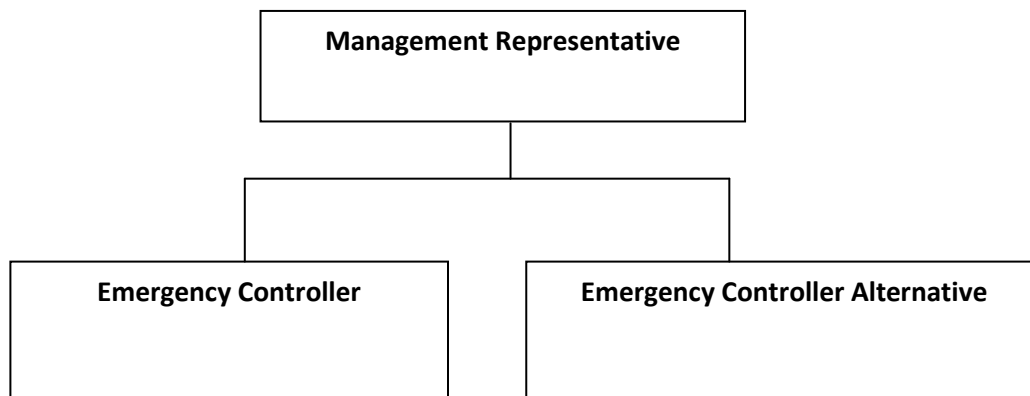 Management Representative
Emergency Controller
Emergency Controller Alternative